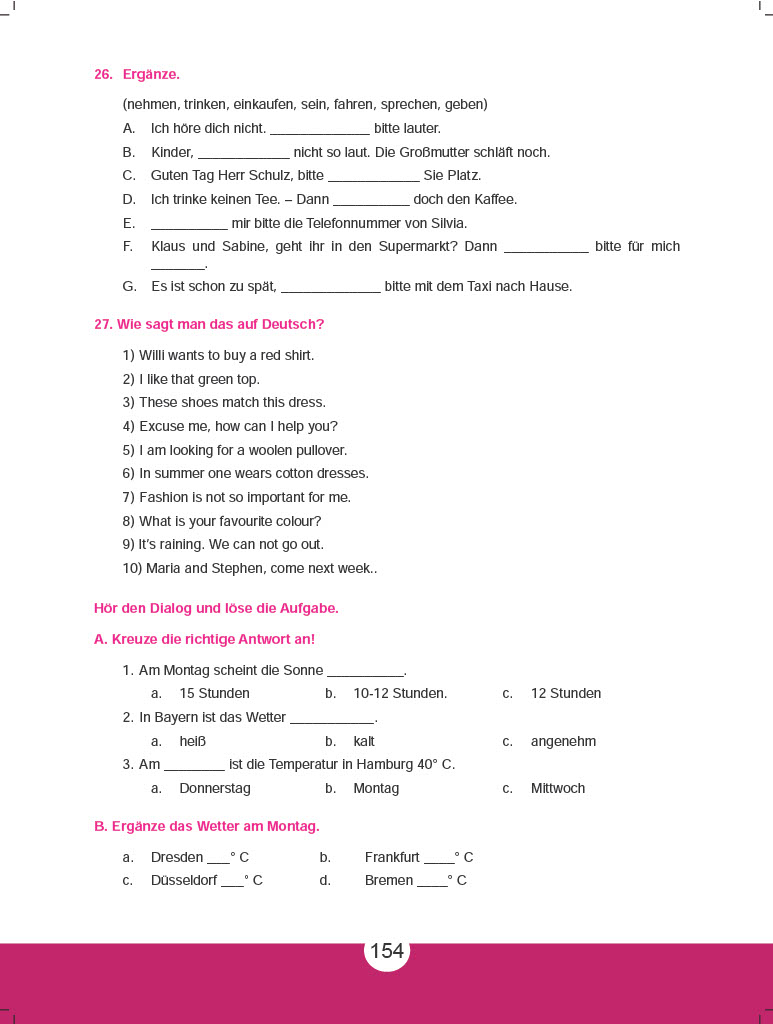 26. Ergänze.
(nehmen, trinken, einkaufen, sein, fahren, sprechen, geben)
A. Ich höre dich nicht. _____________ bitte lauter.
B. Kinder, ____________ nicht so laut. Die Großmutter schläft noch.
C. Guten Tag Herr Schulz, bitte ____________ Sie Platz.
D. Ich trinke keinen Tee. – Dann __________ doch den Kaffee.
E. __________ mir bitte die Telefonnummer von Silvia.
F. Klaus und Sabine, geht ihr in den Supermarkt? Dann ___________ bitte für mich
_______.
G. Es ist schon zu spät, _____________ bitte mit dem Taxi nach Hause.
27. Wie sagt man das auf Deutsch?
1) Willi wants to buy a red shirt.
2) I like that green top.
3) These shoes match this dress.
4) Excuse me, how can I help you?
5) I am looking for a woolen pullover.
6) In summer one wears cotton dresses.
7) Fashion is not so important for me.
8) What is your favourite colour?
9) It's raining. We can not go out.
10) Maria and Stephen, come next week..
Hör den Dialog und löse die Aufgabe.
A. Kreuze die richtige Antwort an!
1. Am Montag scheint die Sonne __________.
a. 15 Stunden b. 10-12 Stunden. c. 12 Stunden
2. In Bayern ist das Wetter ___________.
a. heiß b. kalt c. angenehm
3. Am ________ ist die Temperatur in Hamburg 40° C.
a. Donnerstag b. Montag c. Mittwoch
B. Ergänze das Wetter am Montag.
a. Dresden ___° C b. Frankfurt ____° C
c. Düsseldorf ___° C d. Bremen ____° C
154